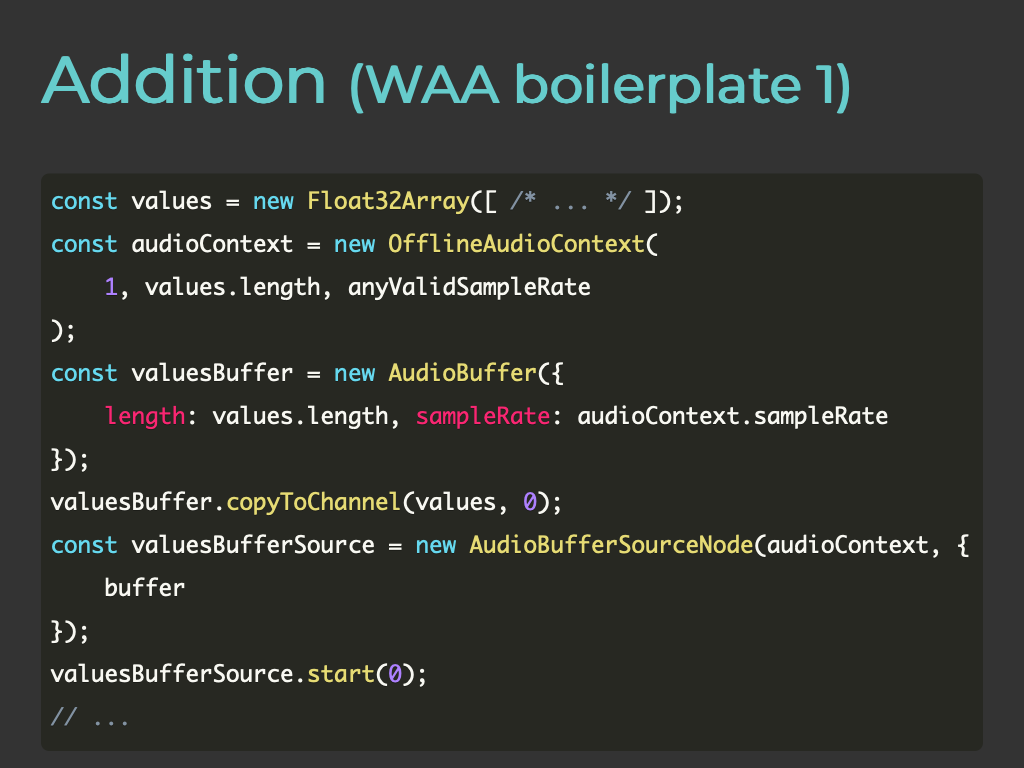 Addition (WAA boilerplate 1)
const values = new Float32Array([ /* ... */ ]);
const audioContext = new OfflineAudioContext(
    1, values.length, anyValidSampleRate
);
const valuesBuffer = new AudioBuffer({
    length: values.length, sampleRate: audioContext.sampleRate
});
valuesBuffer.copyToChannel(values, 0);
const valuesBufferSource = new AudioBufferSourceNode(audioContext, {
    buffer
});
valuesBufferSource.start(0);
// ...